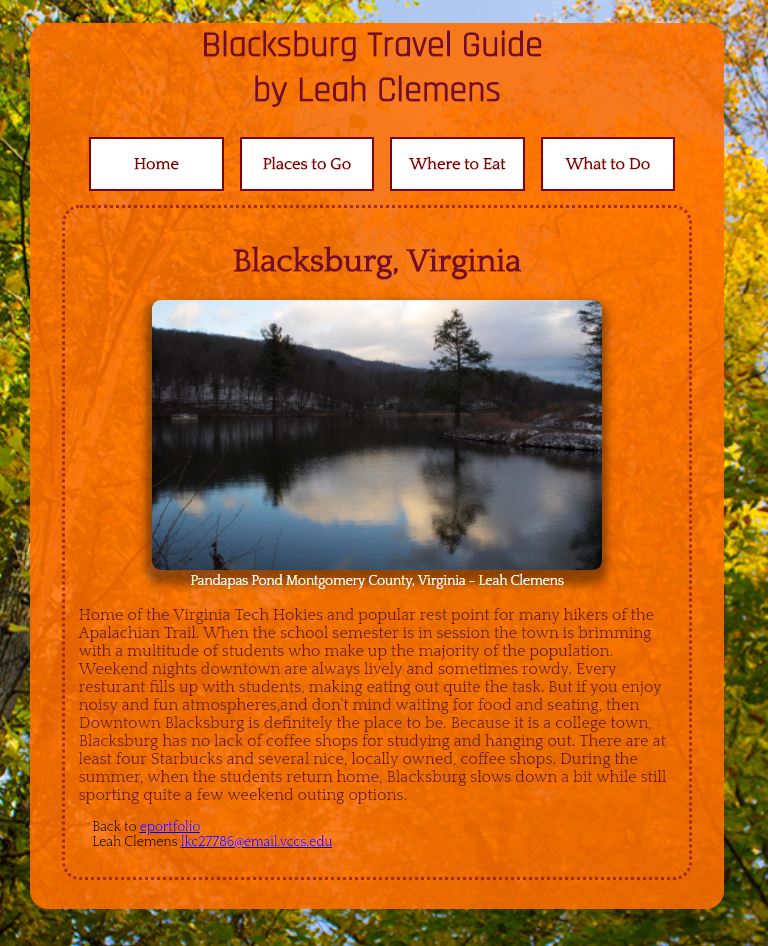 Blacksburg Travel Guide
by Leah Clemens
Home
Places to Go
Where to Eat
What to Do
Blacksburg, Virginia
Pandapas Pond Montgomery County, Virginia - Leah Clemens
Home of the Virginia Tech Hokies and popular rest point for many hikers of the
Apalachian Trail. When the school semester is in session the town is brimming
with a multitude of students who make up the majority of the population.
Weekend nights downtown are always lively and sometimes rowdy. Every
resturant fills up with students, making eating out quite the task. But if you enjoy
noisy and fun atmospheres,and don't mind waiting for food and seating, then
Downtown Blacksburg is definitely the place to be. Because it is a college town,
Blacksburg has no lack of coffee shops for studying and hanging out. There are at
least four Starbucks and several nice, locally owned, coffee shops. During the
summer, when the students return home, Blacksburg slows down a bit while still
sporting quite a few weekend outing options.
Back to eportfolio
Leah Clemens lkc27786@email.vccs.edu